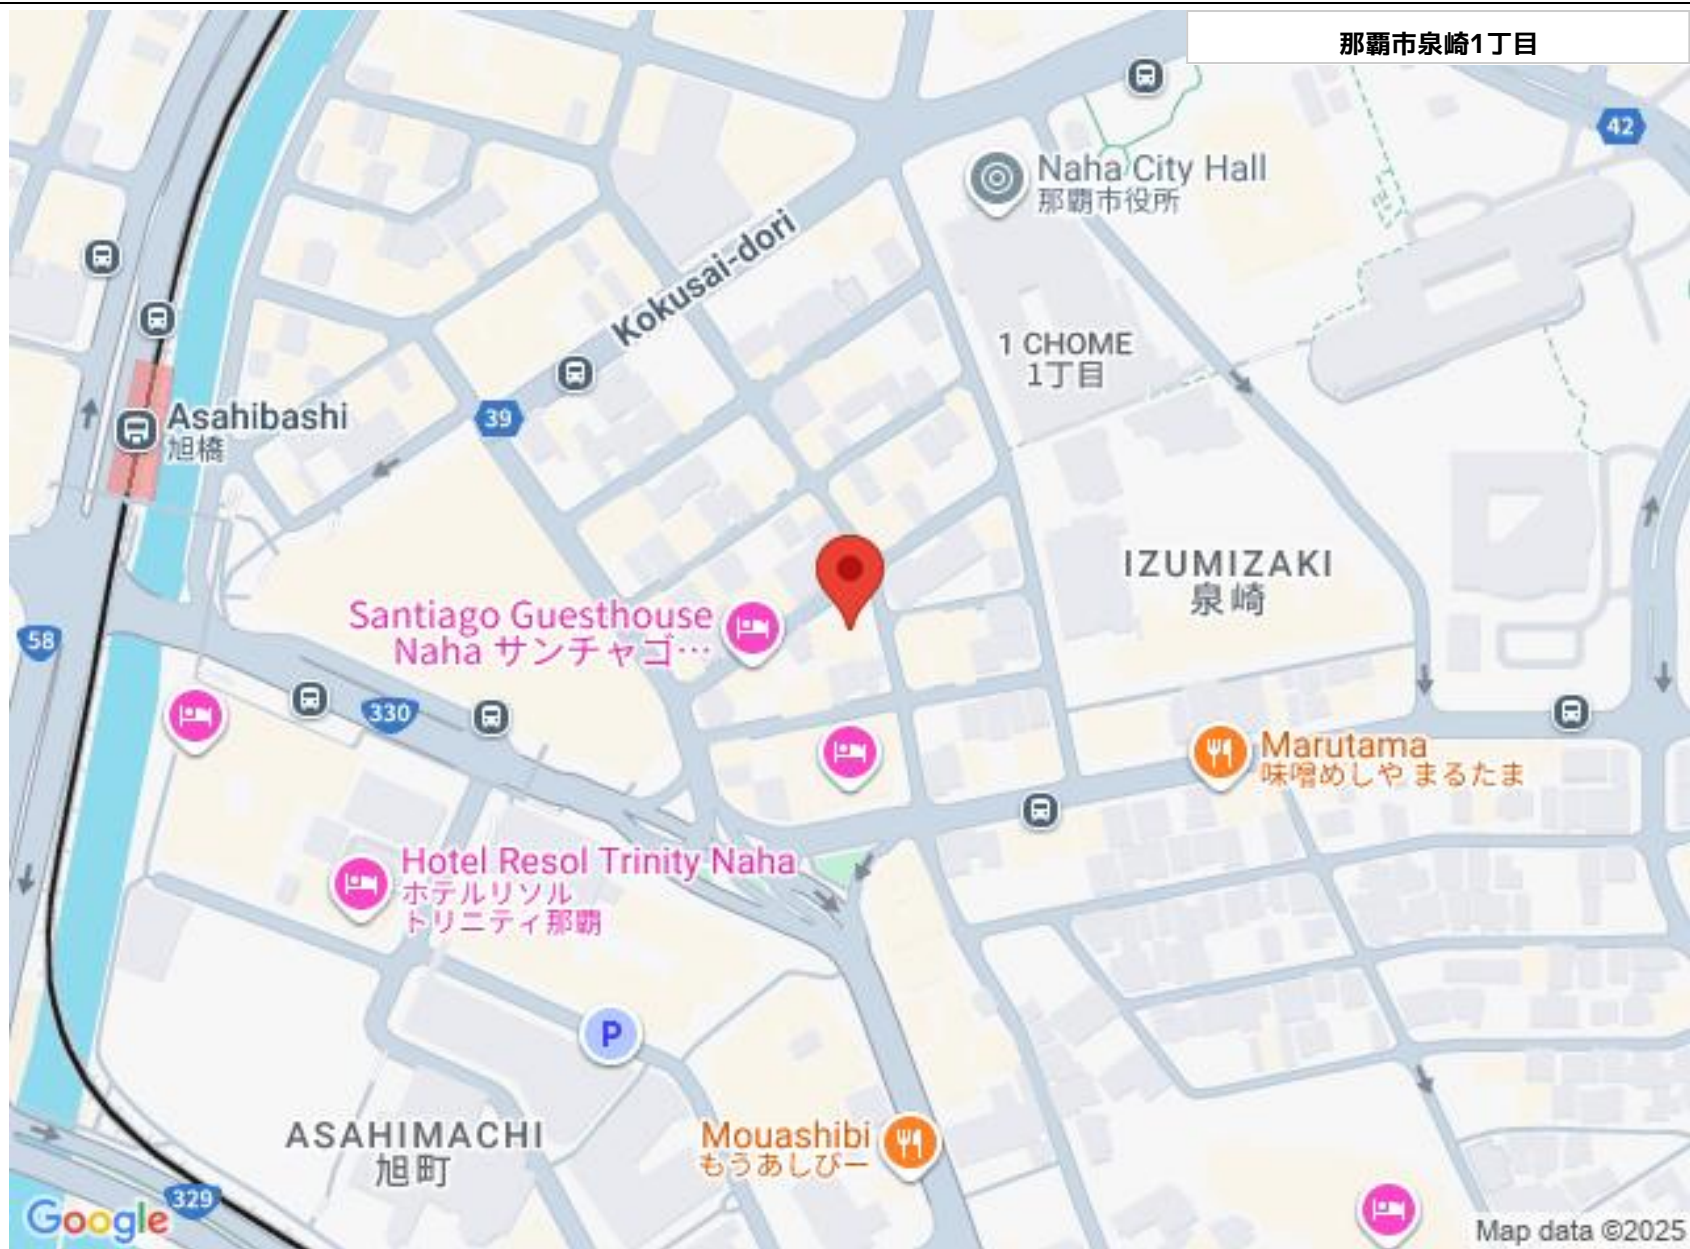 那覇市泉崎1丁目
42
Naha City Hall
那覇市役所
Kokusai-dori
1 CHOME
1丁目
39
Asahibashi
旭橋
IZUMIZAKI
泉崎
Santiago Guesthouse
Naha サンチャゴ…
58
330
Marutama
味噌めしや まるたま
Hotel Resol Trinity Naha
ホテルリソル
トリニティ那覇
P
ASAHIMACHI
旭町
Mouashibi
もうあしびー
329
Google
Map data ©2025